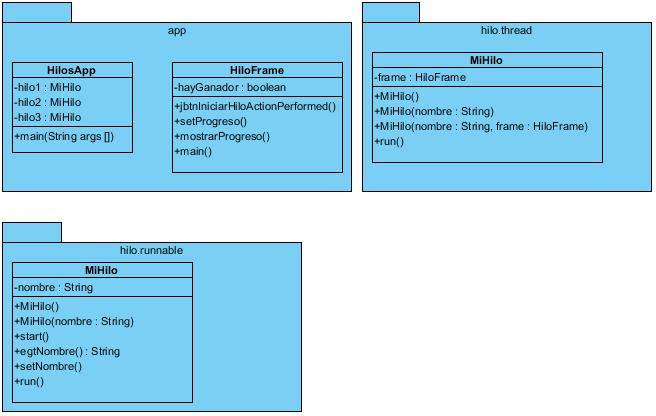 app
HilosApp
-hilo1 : MiHilo
-hilo2 : MiHilo
-hilo3 : MiHilo
+main(String args [])
HiloFrame
-hayGanador : boolean
+jbtnIniciarHiloActionPerformed()
+setProgreso()
+mostrarProgreso()
+main()
hilo.thread
MiHilo
-frame : HiloFrame
+MiHilo()
+MiHilo(nombre : String)
+MiHilo(nombre : String, frame : HiloFrame)
+run()
hilo.runnable
MiHilo
-nombre : String
+MiHilo()
+MiHilo(nombre : String)
+start()
+egtNombre() : String
+setNombre()
+run()